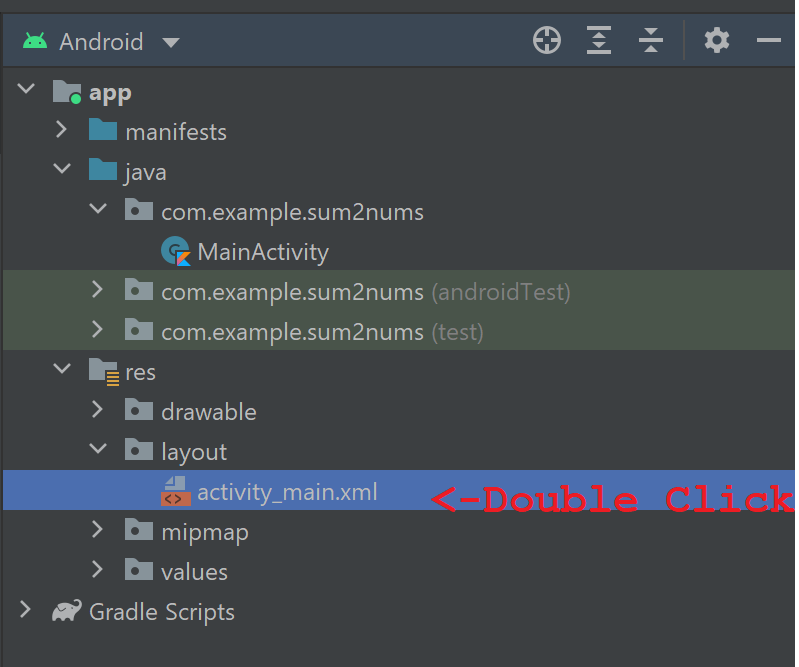 Android
app
manifests
java
com.example.sum2nums
MainActivity
com.example.sum2nums (androidTest)
com.example.sum2nums (test)
res
drawable
layout
activity_main.xml <-Double Click
mipmap
values
Gradle Scripts